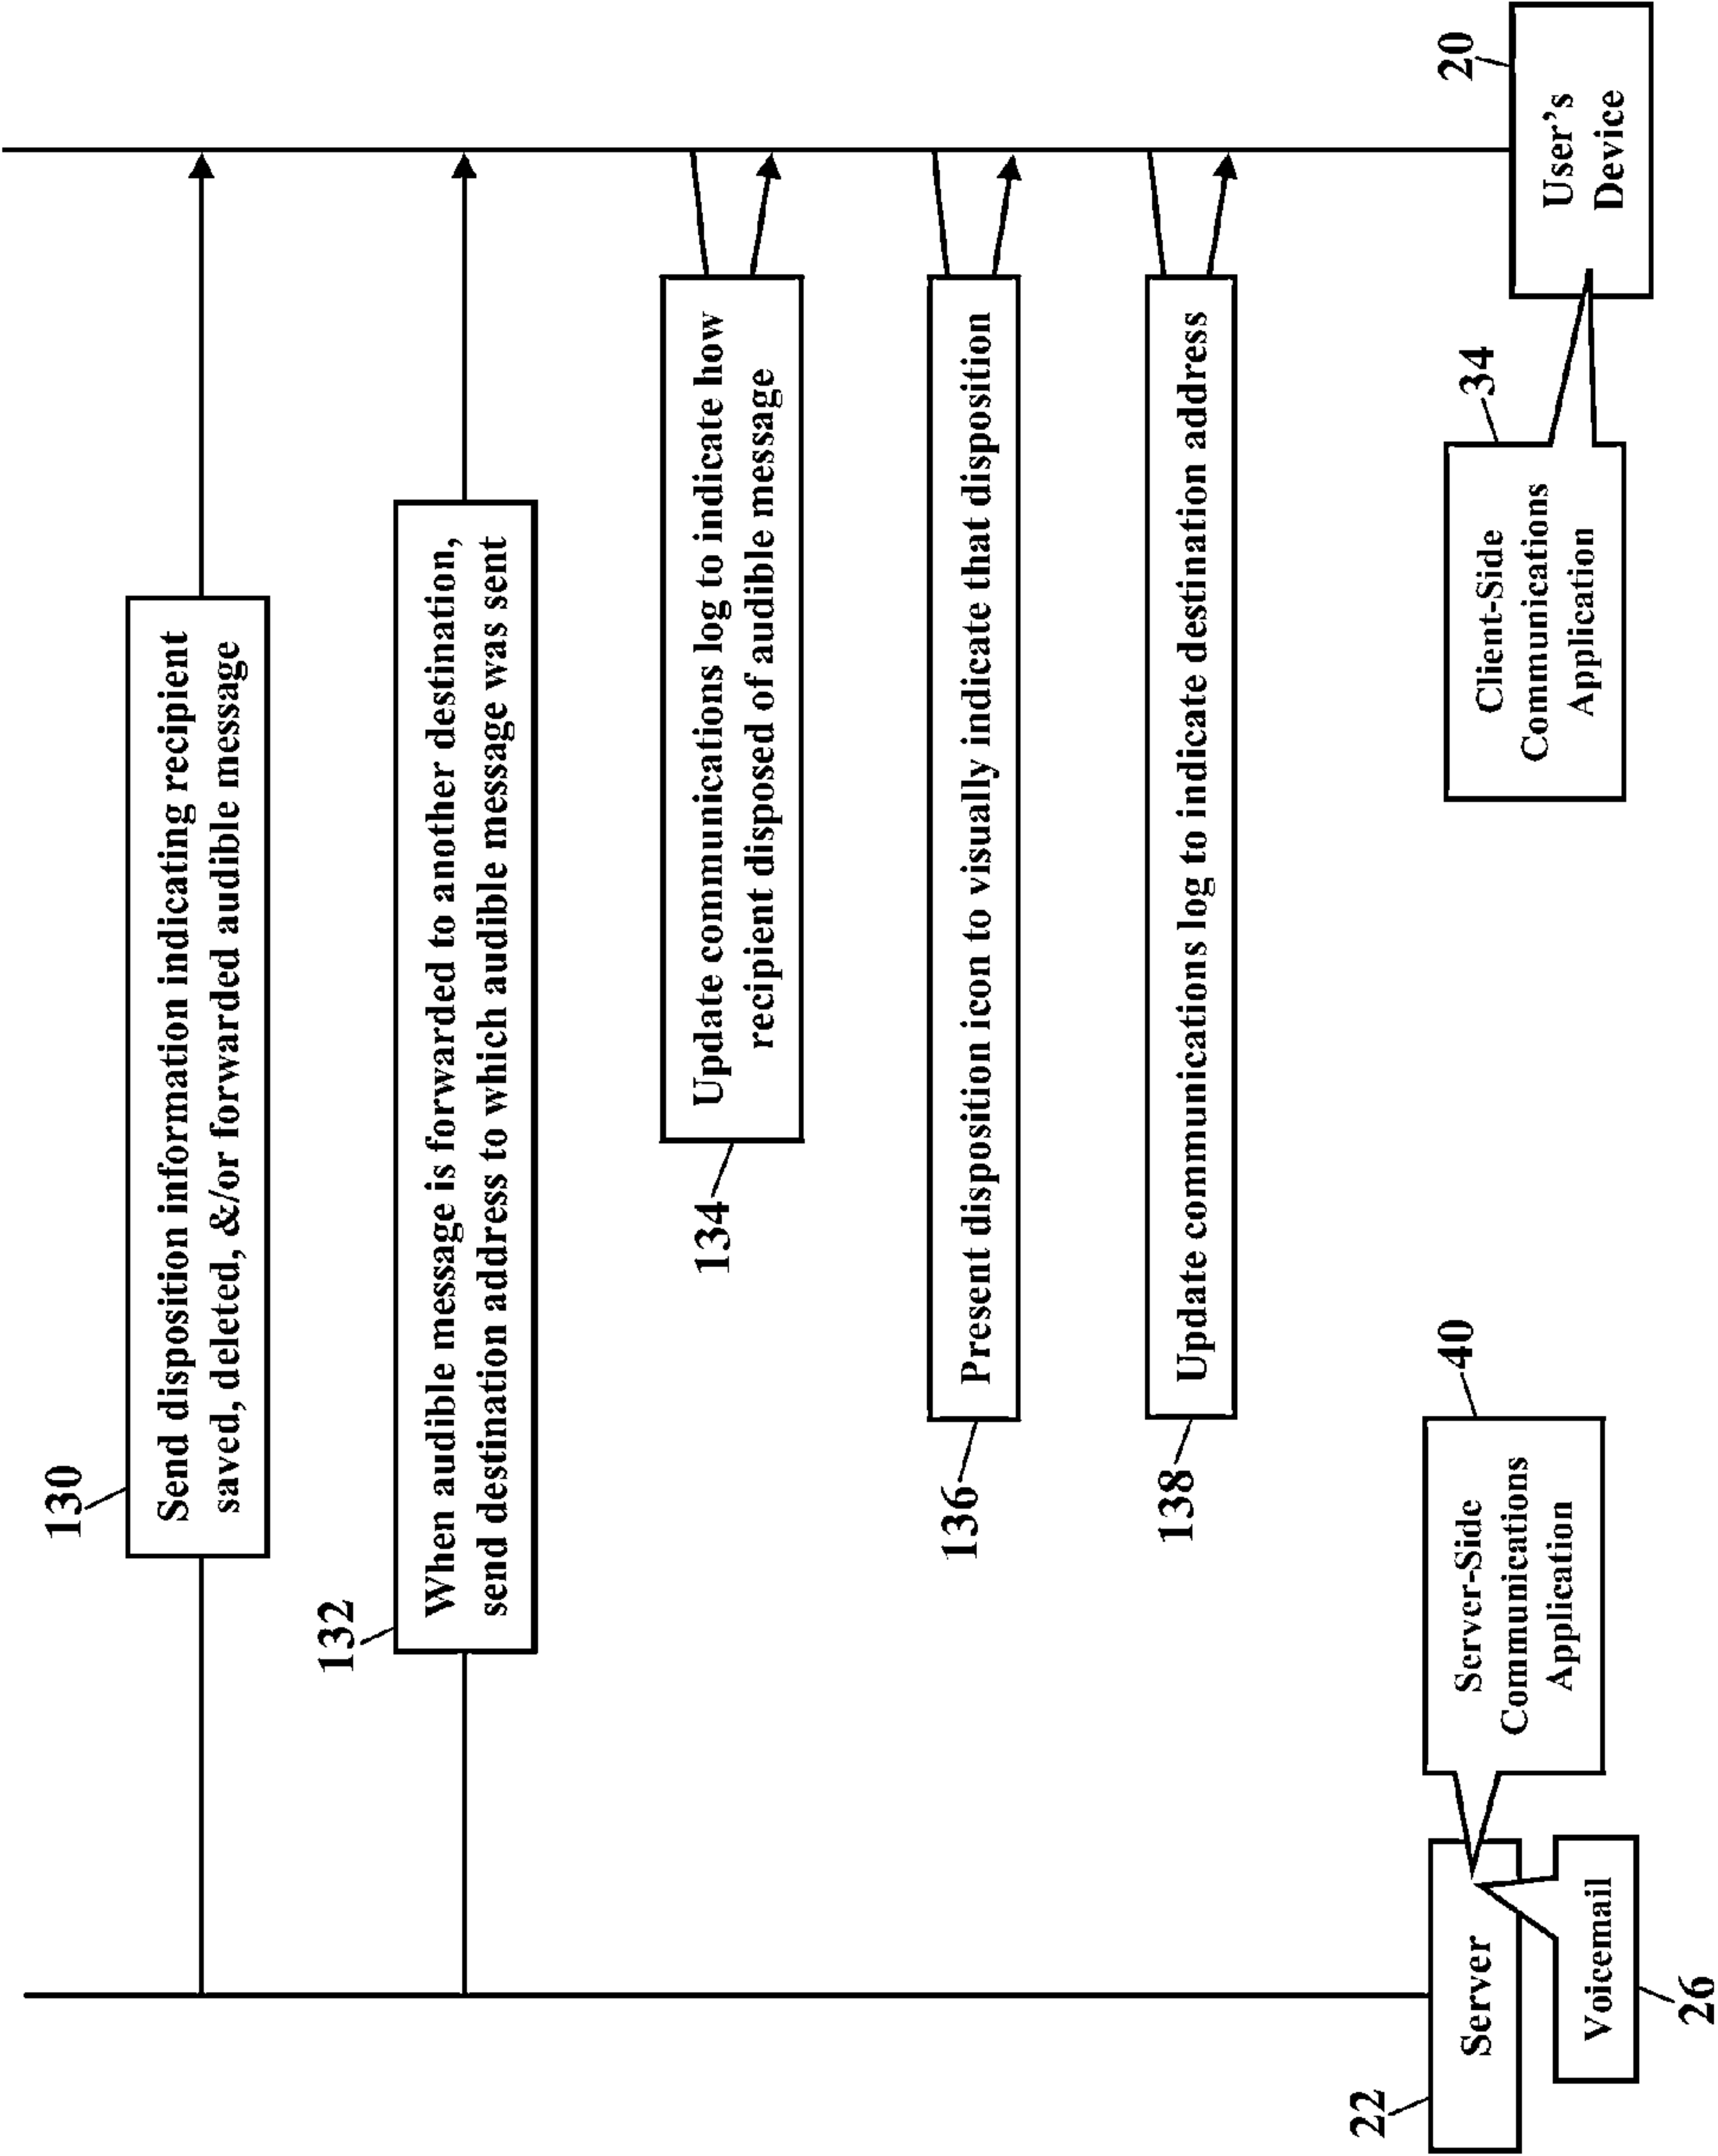 130
Send disposition information indicating recipient
saved, deleted, &/or forwarded audible message
132
When audible message is forwarded to another destination,
send destination address to which audible message was sent
134
Update communications log to indicate how
recipient disposed of audible message
136
Present disposition icon to visually indicate that disposition
138
Update communications log to indicate destination address
22
Server
40
Server-Side
Communications
Application
Voicemail
26
34
Client-Side
Communications
Application
20
User's
Device